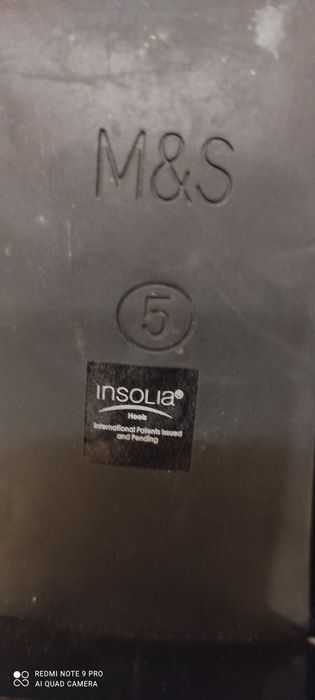 M&S
5
INSOLIa®
Heels
International Patents Issued
and Pending
REDMI NOTE 9 PRO
AI QUAD CAMERA